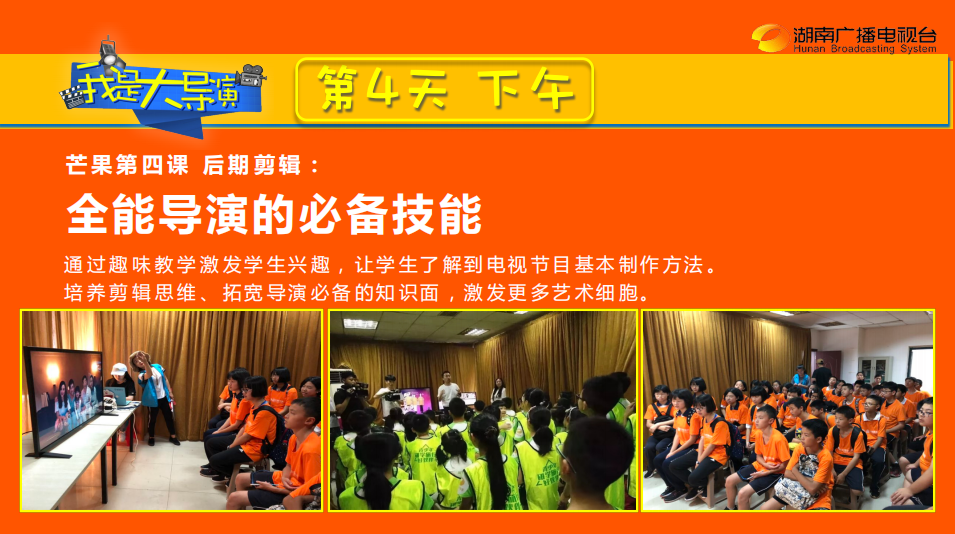 湖南广播电视台
Hunan Broadcasting System
我是大导演
第4天 下午
芒果第四课 后期剪辑：
全能导演的必备技能
通过趣味教学激发学生兴趣，让学生了解到电视节目基本制作方法。
培养剪辑思维、拓宽导演必备的知识面，激发更多艺术细胞。